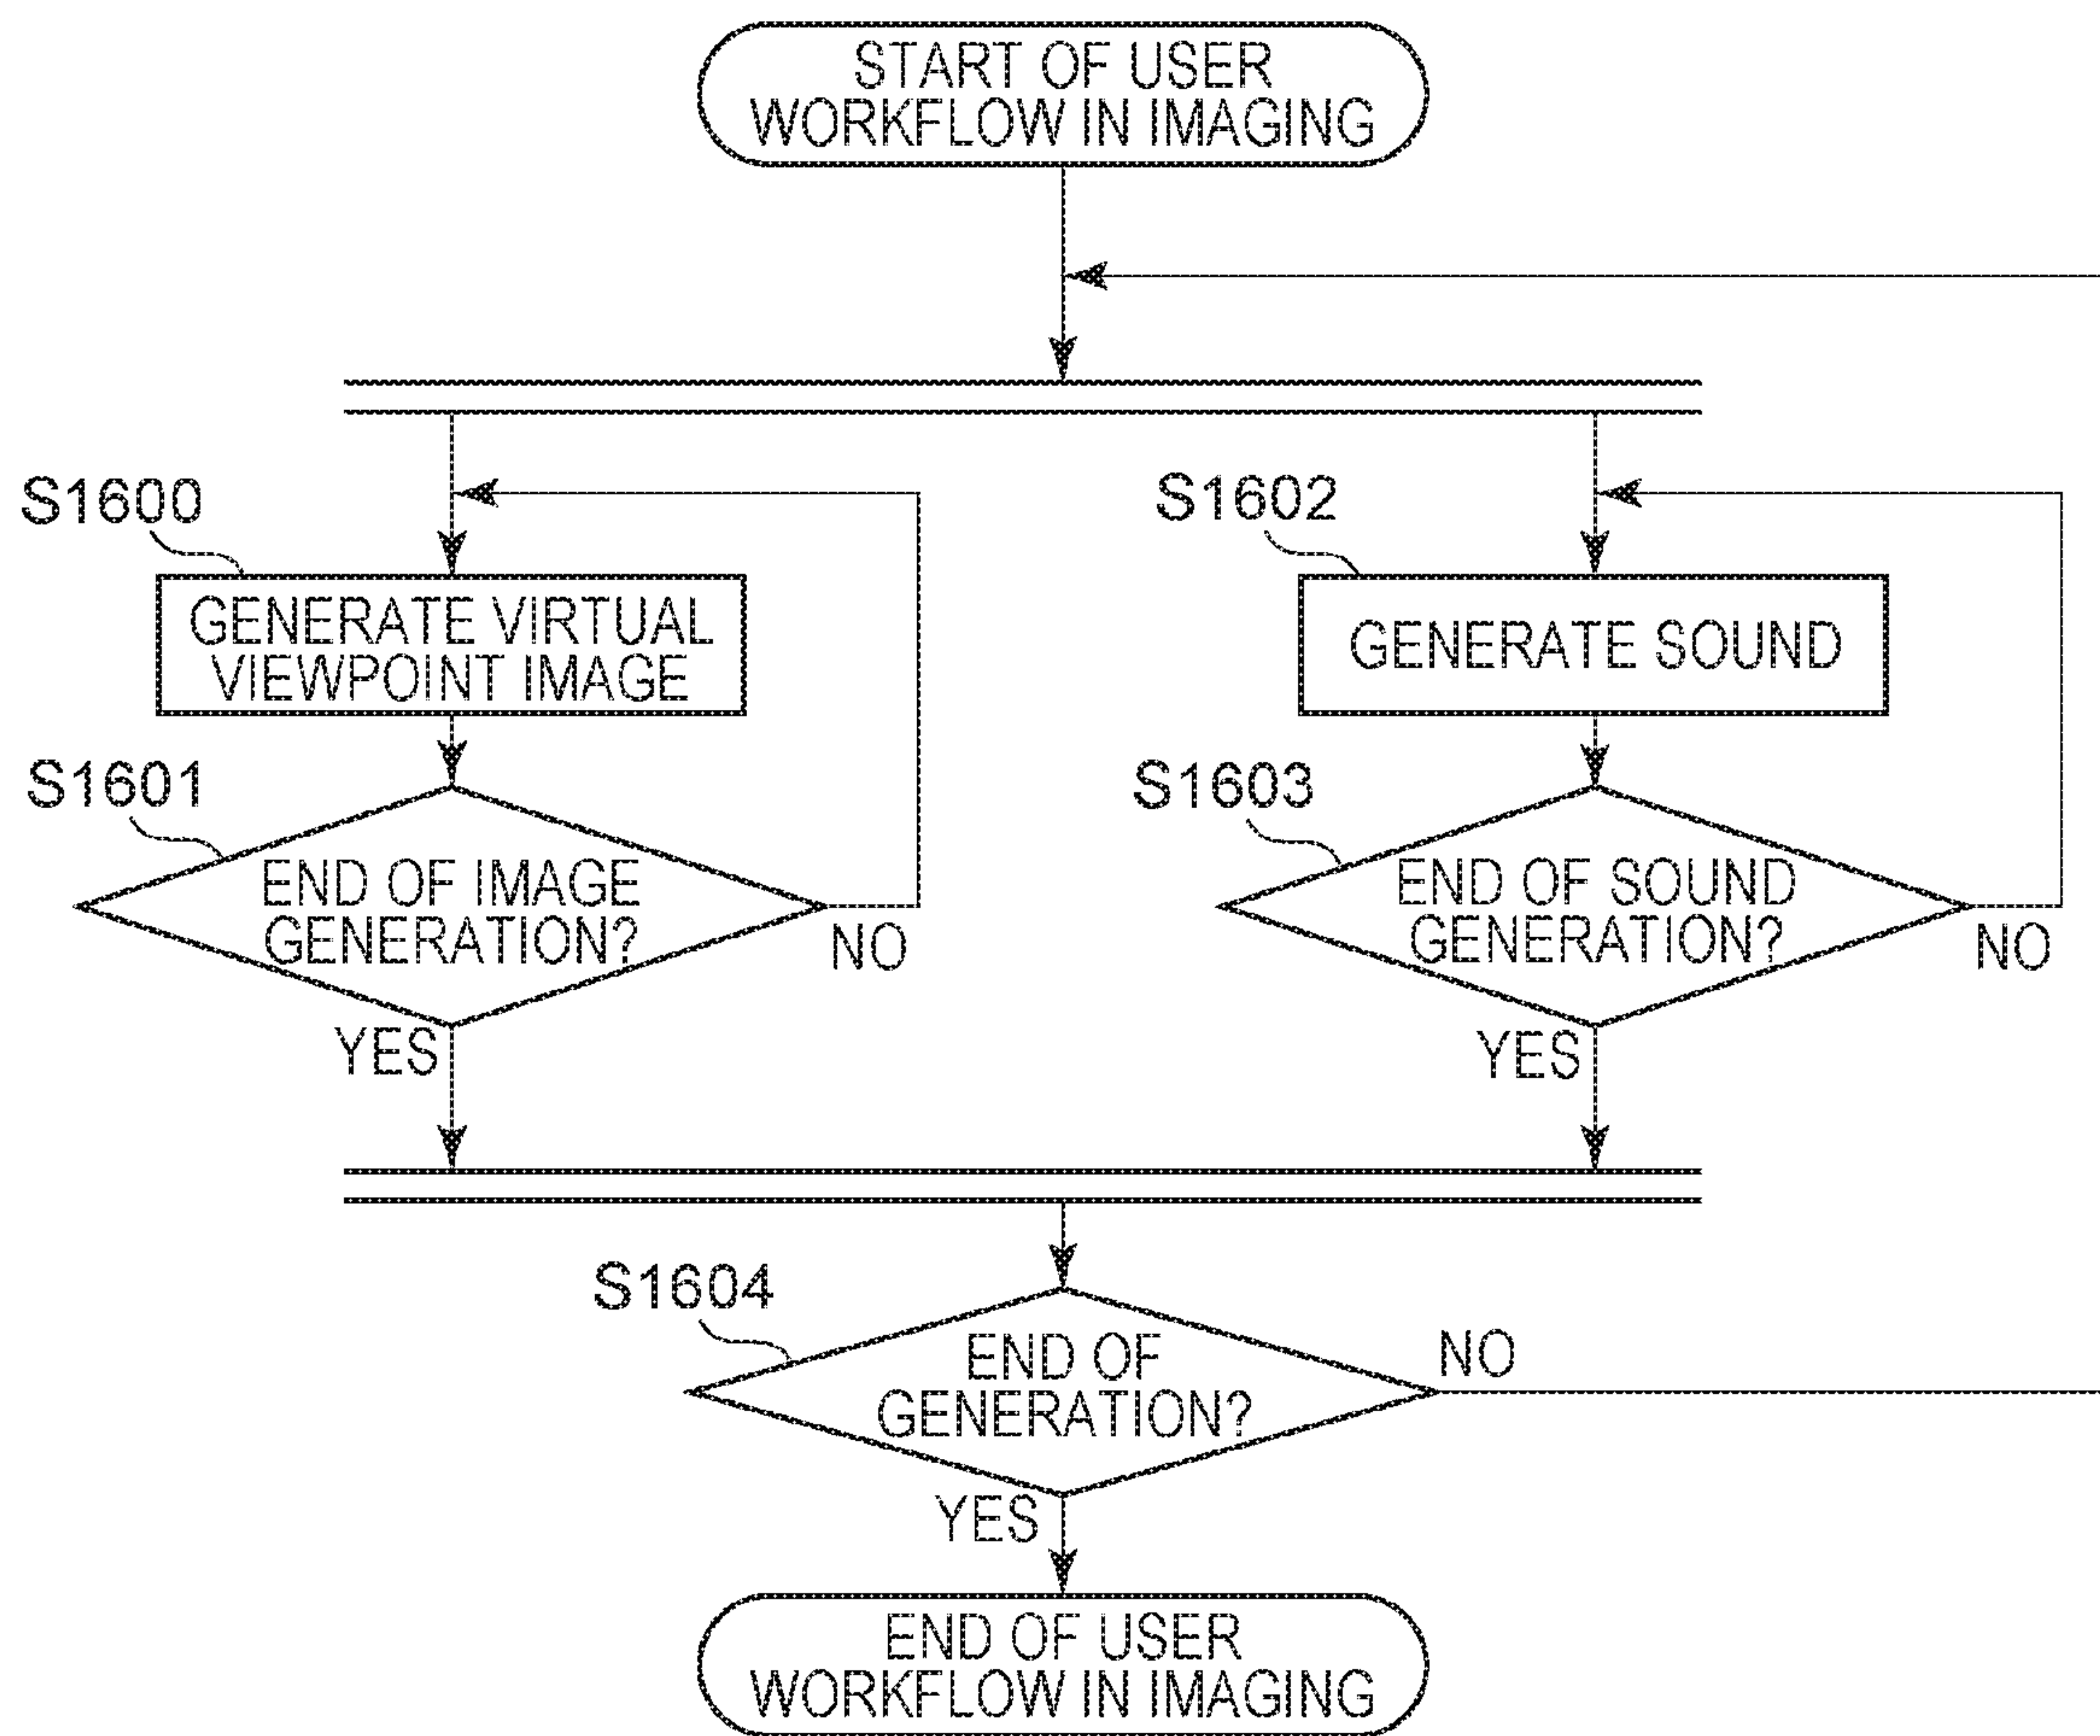 START OF USER
WORKFLOW IN IMAGING
S1600
GENERATE VIRTUAL
VIEWPOINT IMAGE
S1601
END OF IMAGE
GENERATION?
NO
YES
S1602
GENERATE SOUND
S1603
END OF SOUND
GENERATION?
NO
YES
S1604
END OF
GENERATION?
NO
YES
END OF USER
WORKFLOW IN IMAGING